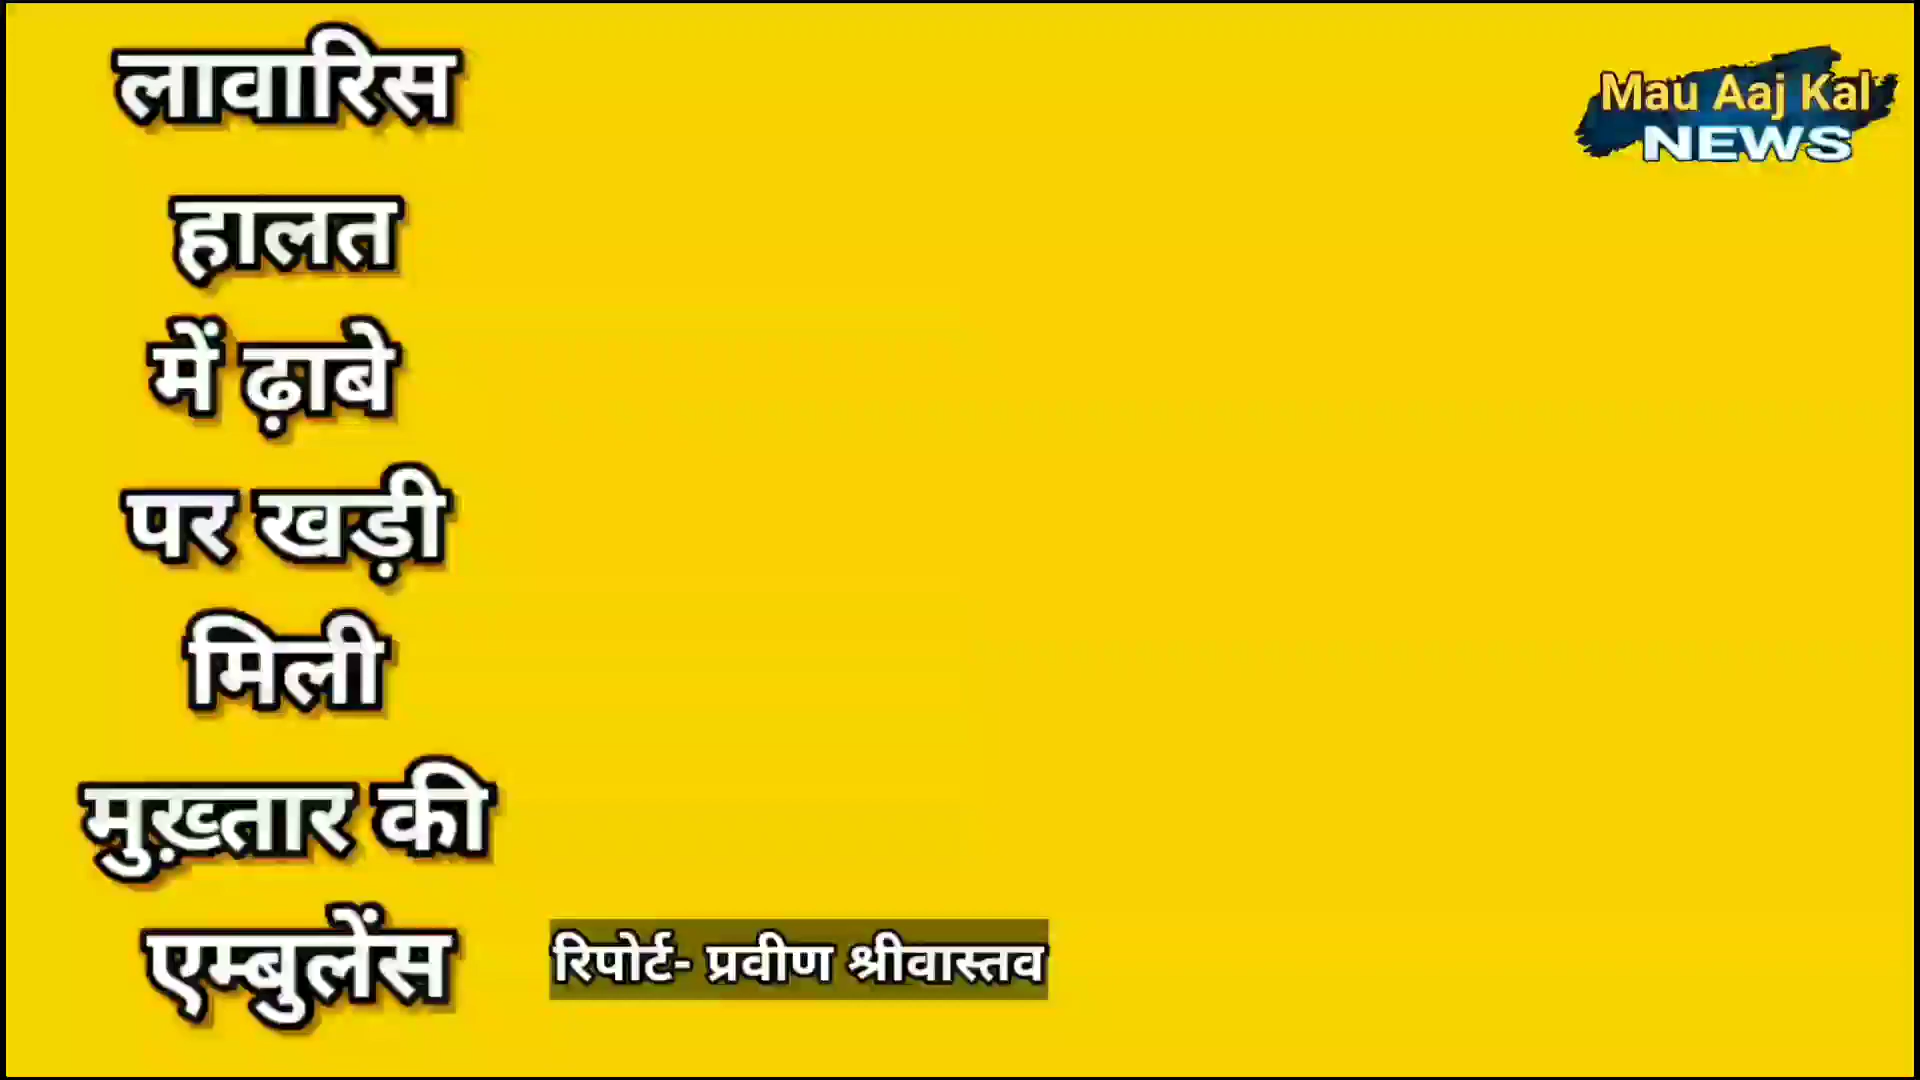 लावारिस
हालत
में ढ़ाबे
पर खड़ी
मिली
मुख़्तार की
एम्बुलेंस
Mau Aaj Kal
NEWS
रिपोर्ट- प्रवीण श्रीवास्तव